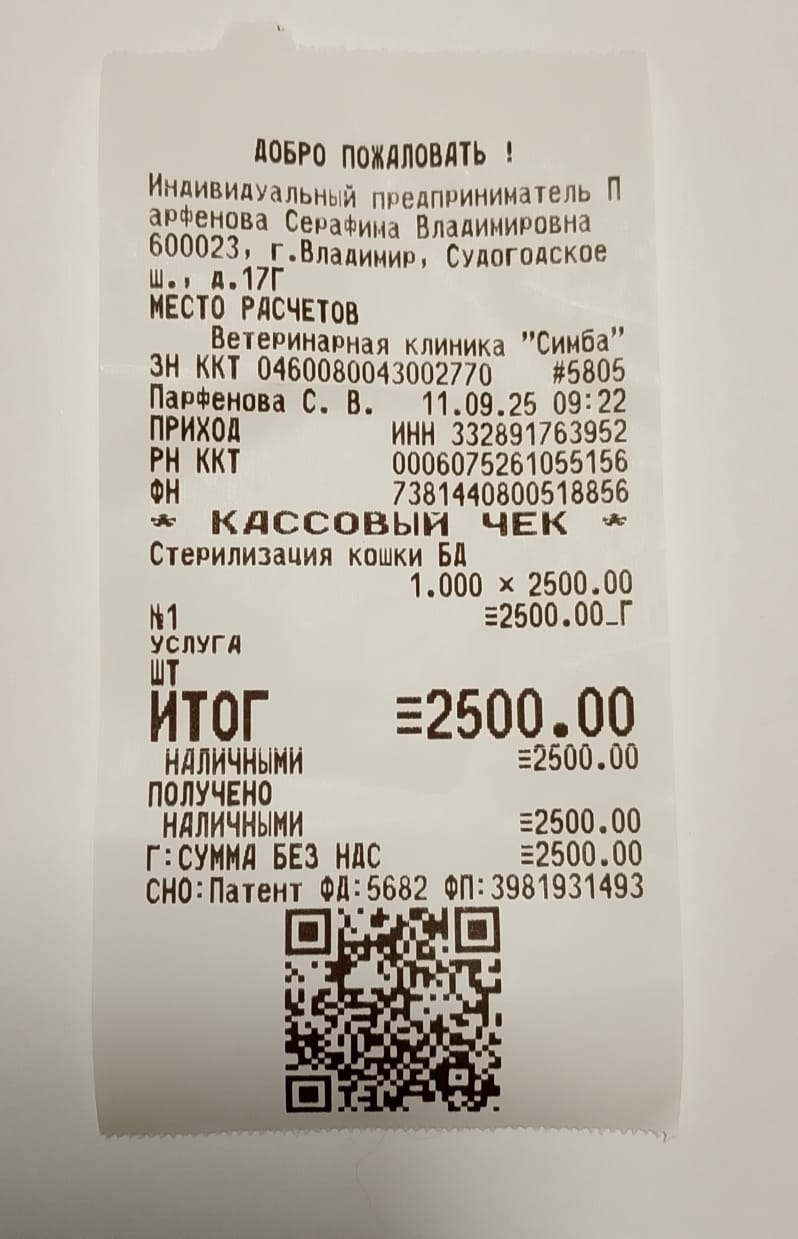 ДОБРО ПОЖАЛОВАТЬ !
Индивидуальный предприниматель П
арфенова Серафима Владимировна
600023, г.Владимир, Судогодское
ш., д.17Г
МЕСТО РАСЧЕТОВ
Ветеринарная клиника "Симба"
ЗН ККТ 0460080043002770 #5805
Парфенова С. В. 11.09.25 09:22
ПРИХОД ИНН 332891763952
РН ККТ 0006075261055156
ФН 7381440800518856
* КАССОВЫЙ ЧЕК *
Стерилизация кошки БД
1.000 × 2500.00
№1 ≡2500.00_Г
УСЛУГА
ШТ
ИТОГ ≡2500.00
НАЛИЧНЫМИ ≡2500.00
ПОЛУЧЕНО
НАЛИЧНЫМИ ≡2500.00
Г:СУММА БЕЗ НДС ≡2500.00
СНО:Патент ФД:5682 ФП:3981931493